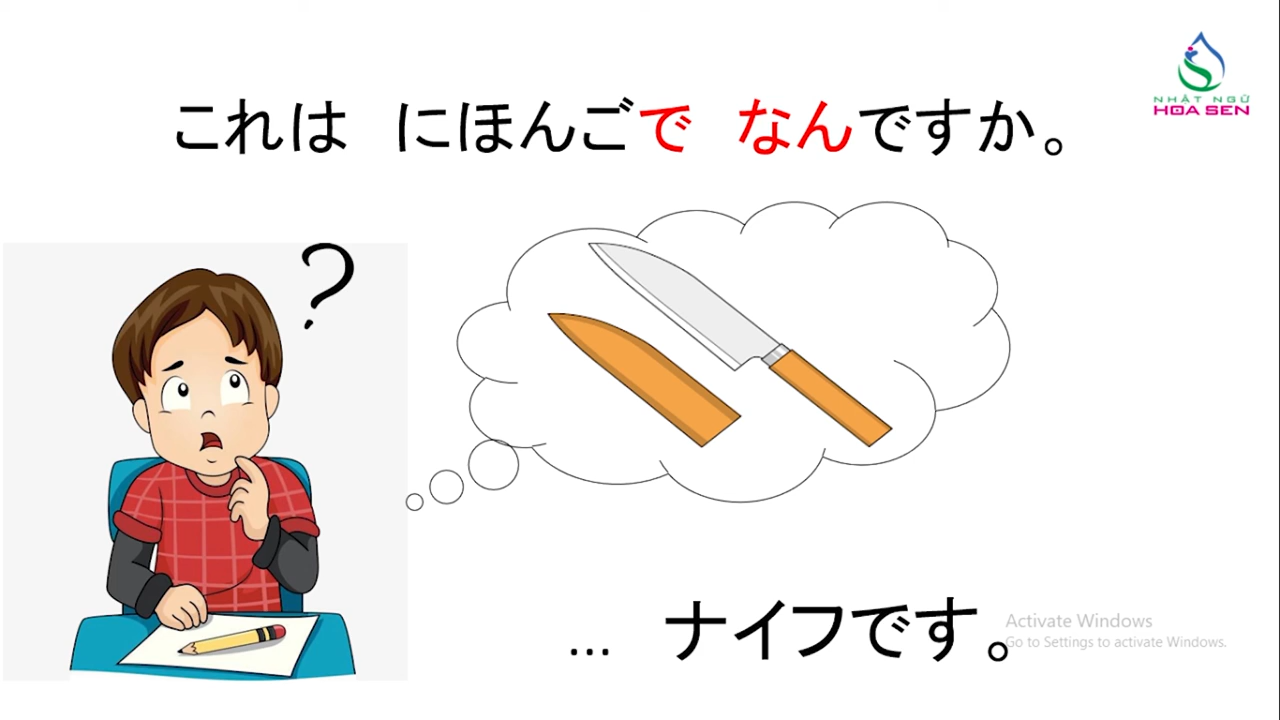 これは　にほんごで　なんですか。
NHẬT NGỮ
HOA SEN
?
... ナイフです。
Activate Windows
Go to Settings to activate Windows.